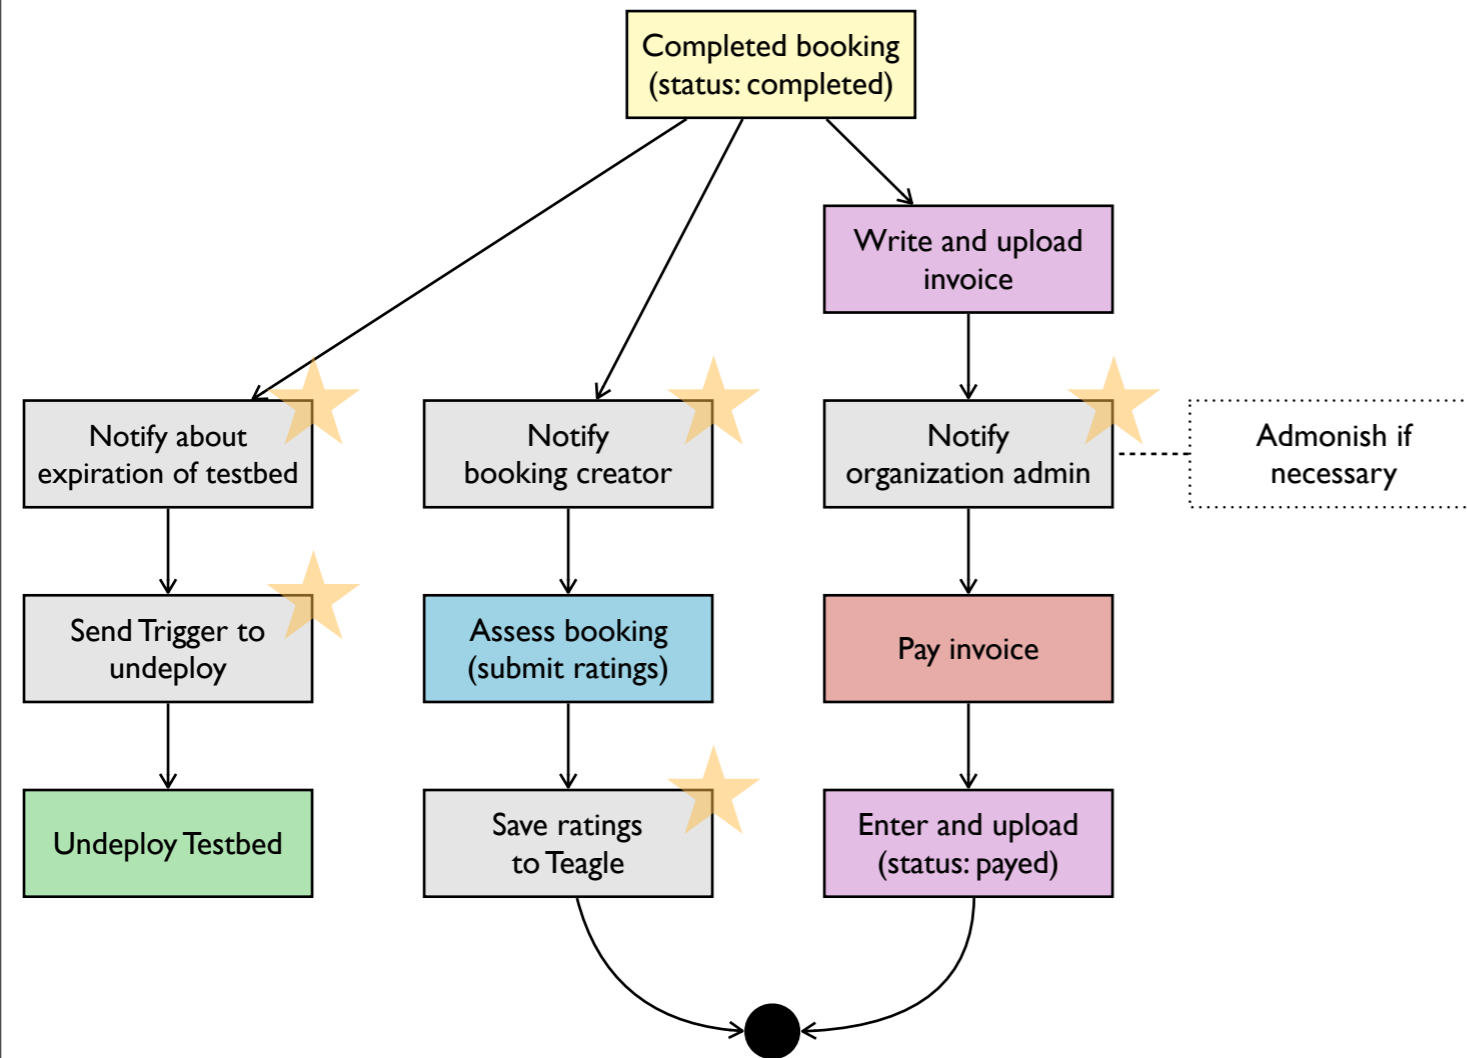 Completed booking
(status: completed)
Write and upload
invoice
Notify about
expiration of testbed
Notify
booking creator
Notify
organization admin
Admonish if
necessary
Send Trigger to
undeploy
Assess booking
(submit ratings)
Pay invoice
Undeploy Testbed
Save ratings
to Teagle
Enter and upload
(status: payed)